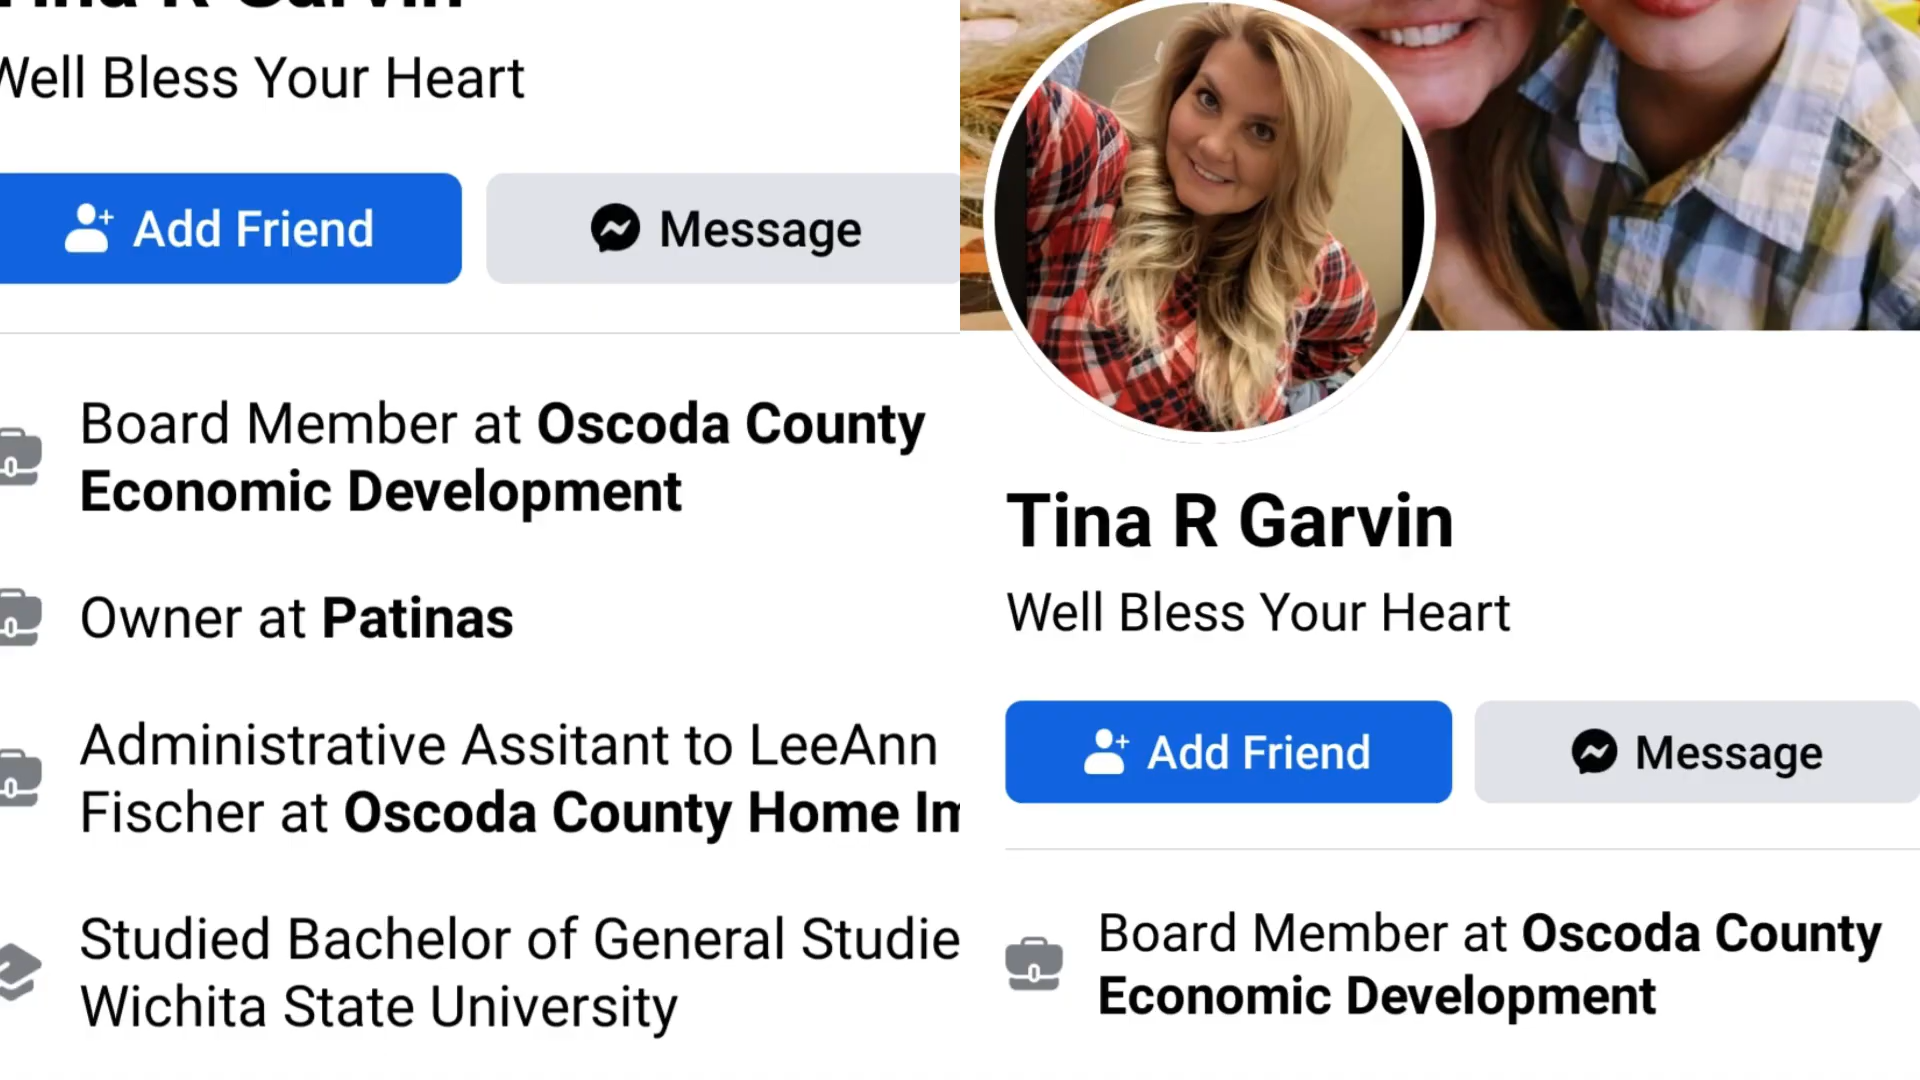 Tina R Garvin
Well Bless Your Heart
Add Friend
Message
Board Member at Oscoda County
Economic Development
Owner at Patinas
Administrative Assitant to LeeAnn
Fischer at Oscoda County Home
Studied Bachelor of General
Wichita State University
Tina R Garvin
Well Bless Your Heart
Add Friend
Message
Board Member at Oscoda County
Economic Development